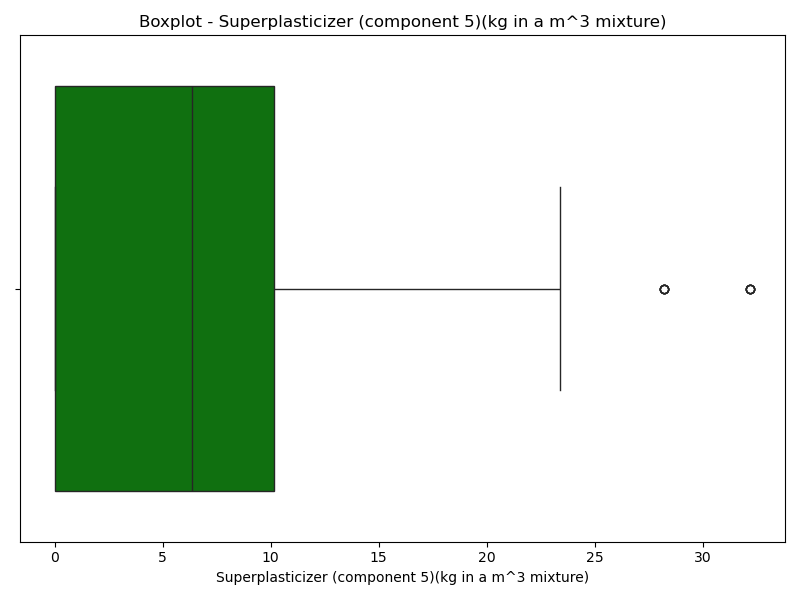 Boxplot - Superplasticizer (component 5)(kg in a m^3 mixture)
0 5 10 15 20 25 30
Superplasticizer (component 5)(kg in a m^3 mixture)